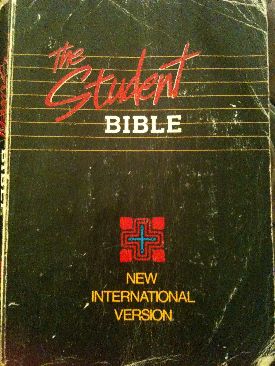 The
Student
BIBLE
NEW
INTERNATIONAL
VERSION